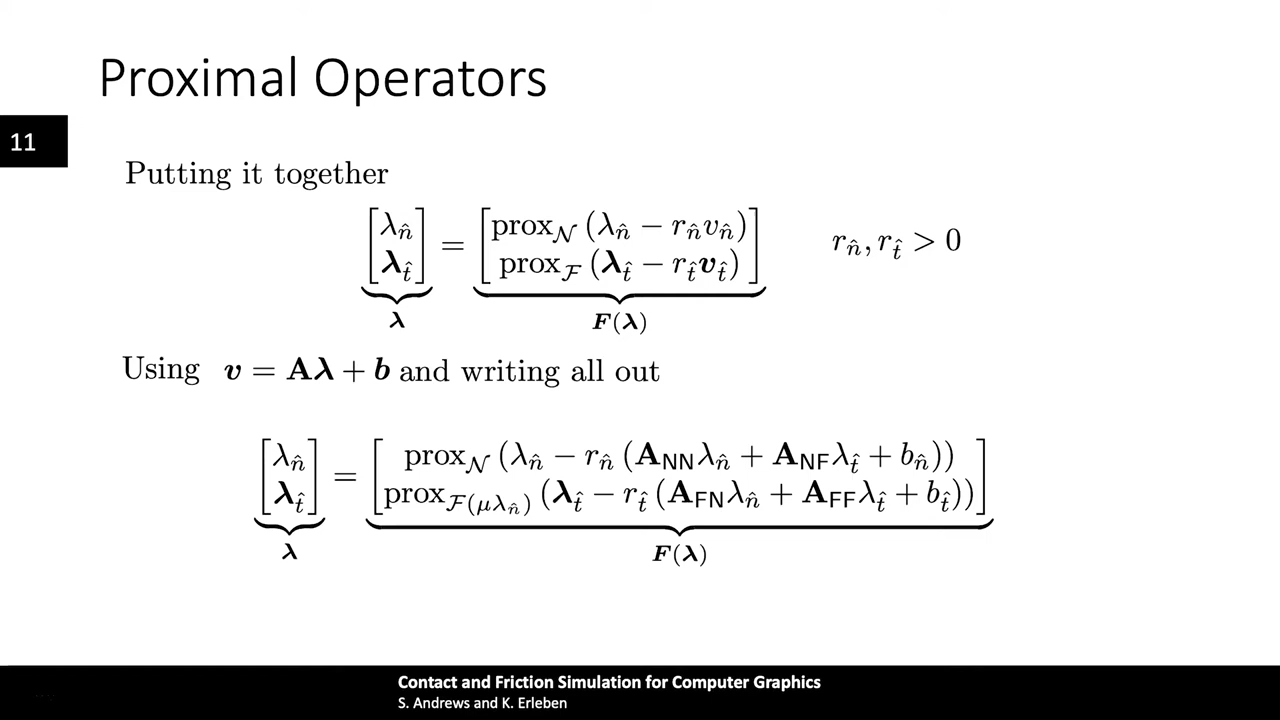 Proximal Operators
11
Putting it together
[λ_n̂ ; 𝛌_t̂] = [prox_𝒩 (λ_n̂ − r_n̂ v_n̂) ; prox_ℱ (𝛌_t̂ − r_t̂ 𝒗_t̂)]    r_n̂, r_t̂ > 0
𝛌    𝑭(𝛌)
Using 𝒗 = 𝐀𝛌 + 𝒃 and writing all out
[λ_n̂ ; 𝛌_t̂] = [prox_𝒩 (λ_n̂ − r_n̂ (𝐀_NN λ_n̂ + 𝐀_NF λ_t̂ + b_n̂)) ; prox_ℱ(μλ_n̂) (𝛌_t̂ − r_t̂ (𝐀_FN λ_n̂ + 𝐀_FF λ_t̂ + b_t̂))]
𝛌    𝑭(𝛌)
Contact and Friction Simulation for Computer Graphics
S. Andrews and K. Erleben